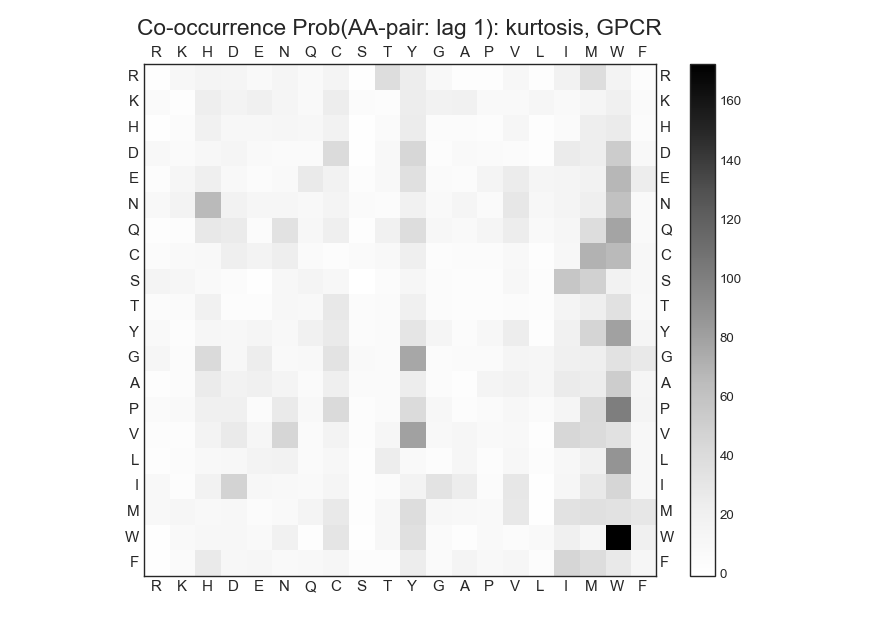 Co-occurrence Prob(AA-pair: lag 1): kurtosis, GPCR
R K H D E N Q C S T Y G A P V L I M W F
R R
K K 160
H H
D D 140
E E
N N 120
Q Q
C C 100
S S
T T 80
Y Y
G G
A A 60
P P
V V 40
L L
I I 20
M M
W W
F F 0
R K H D E N Q C S T Y G A P V L I M W F